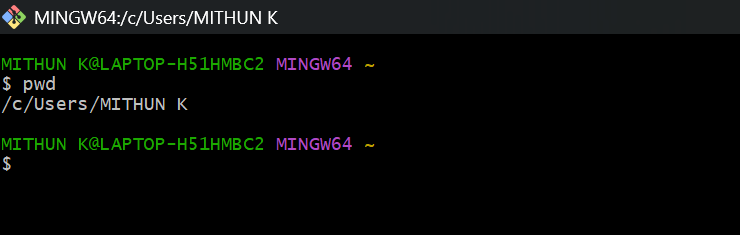 MINGW64:/c/Users/MITHUN K
MITHUN K@LAPTOP-H51HMBC2 MINGW64 ~
$ pwd
/c/Users/MITHUN K
MITHUN K@LAPTOP-H51HMBC2 MINGW64 ~
$